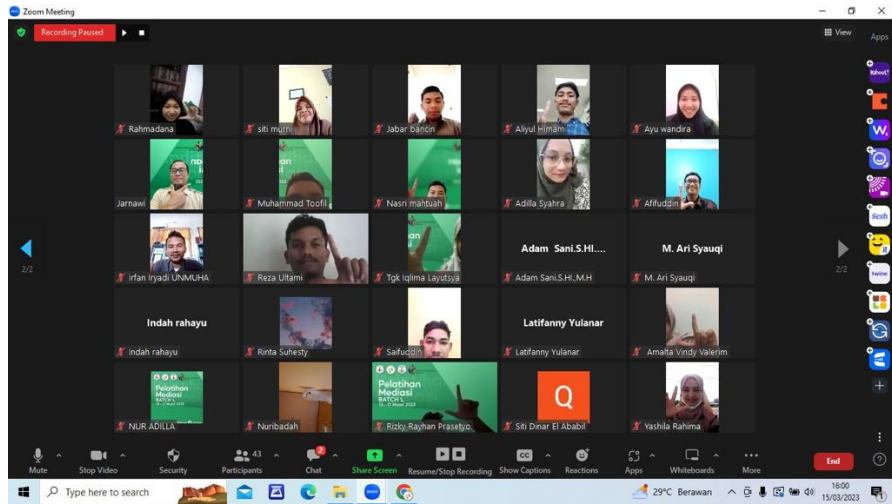 Zoom Meeting
Recording Paused
View
Apps
Rahmadana
siti murni
Jabar bancin
Aliyul Himam
Ayu wandira
Kahoot!
Jarnawi
Muhammad Toofil
Nasri mahtuah
Adilla Syahra
Afifuddin
Sesh
Irfan Iryadi UNMUHA
Reza Ultami
Tgk Iqlima Layutsya
Adam Sani.S.HI....
Adam Sani.S.HI.,M.H
M. Ari Syauqi
M. Ari Syauqi
2/2
2/2
twine
Indah rahayu
Indah rahayu
Rinta Suhesty
Saifuddin
Latifanny Yulanar
Latifanny Yulanar
Amalta Vindy Valerim
Pelatihan
Mediasi
BATCH L
NUR ADILLA
Nuribadah
Pelatihan
Mediasi
BATCH L
Rizky Rayhan Prasetyo
Q
Siti Dinar El Ababil
Yashila Rahima
Mute
Stop Video
Security
43
Participants
2
Chat
Share Screen
Resume/Stop Recording
CC
Show Captions
Reactions
Apps
Whiteboards
More
End
Type here to search
29°C Berawan
16:00
15/03/2023